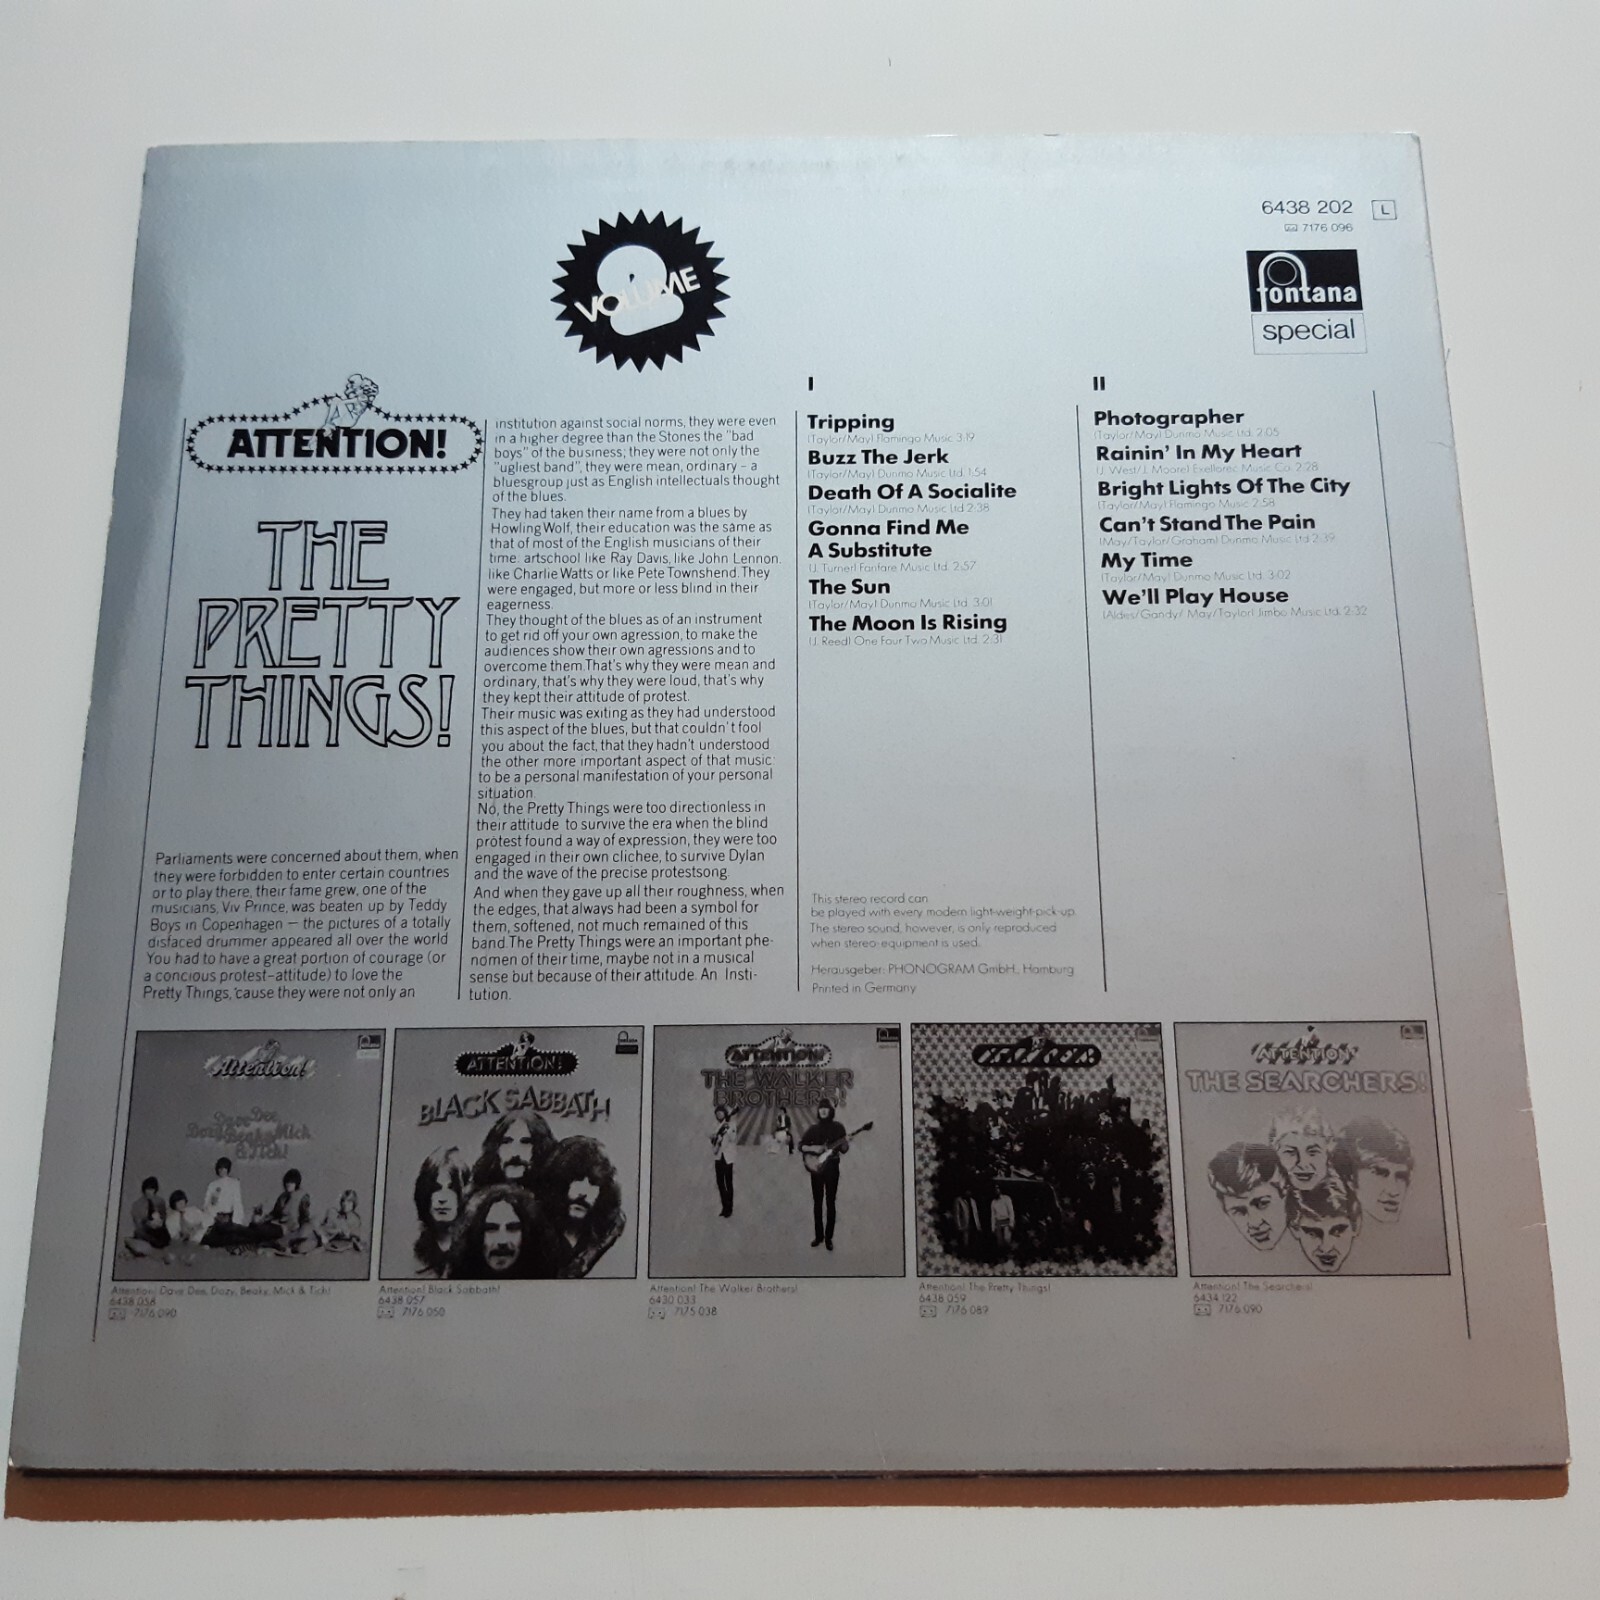 6438 202 L
7176 096
fontana
special
VOLUME
2
ATTENTION!
THE
PRETTY
THINGS!
Parliaments were concerned about them, when
they were forbidden to enter certain countries
or to play there, their fame grew, one of the
musicians, Viv Prince, was beaten up by Teddy
Boys in Copenhagen – the pictures of a totally
disfaced drummer appeared all over the world
You had to have a great portion of courage (or
a concious protest-attitude) to love the
Pretty Things, 'cause they were not only an
institution against social norms, they were even
in a higher degree than the Stones the "bad
boys" of the business; they were not only the
"ugliest band", they were mean, ordinary – a
bluesgroup just as English intellectuals thought
of the blues.
They had taken their name from a blues by
Howling Wolf, their education was the same as
that of most of the English musicians of their
time: artschool like Ray Davis, like John Lennon,
like Charlie Watts or like Pete Townshend. They
were engaged, but more or less blind in their
eagerness.
They thought of the blues as of an instrument
to get rid off your own agression, to make the
audiences show their own agressions and to
overcome them. That's why they were mean and
ordinary, that's why they were loud, that's why
they kept their attitude of protest.
Their music was exiting as they had understood
this aspect of the blues, but that couldn't fool
you about the fact, that they hadn't understood
the other more important aspect of that music:
to be a personal manifestation of your personal
situation.
No, the Pretty Things were too directionless in
their attitude to survive the era when the blind
protest found a way of expression, they were too
engaged in their own clichee, to survive Dylan
and the wave of the precise protestsong.
And when they gave up all their roughness, when
the edges, that always had been a symbol for
them, softened, not much remained of this
band. The Pretty Things were an important phe-
nomen of their time, maybe not in a musical
sense but because of their attitude. An Insti-
tution.
I
Tripping
(Taylor/May) Flamingo Music 3:19
Buzz The Jerk
(Taylor/May) Dunmo Music Ltd. 1:54
Death Of A Socialite
(Taylor/May) Dunmo Music Ltd 2:38
Gonna Find Me
A Substitute
(J. Turner) Fanfare Music Ltd. 2:57
The Sun
(Taylor/May) Dunmo Music Ltd. 3:01
The Moon Is Rising
(J. Reed) One Four Two Music Ltd. 2:31
II
Photographer
(Taylor/May) Dunmo Music Ltd. 2:05
Rainin' In My Heart
(J. West/J. Moore) Exellorec Music Co. 2:28
Bright Lights Of The City
(Taylor/May) Flamingo Music 2:58
Can't Stand The Pain
(May/Taylor/Graham) Dunmo Music Ltd 2:39
My Time
(Taylor/May) Dunmo Music Ltd. 3:02
We'll Play House
(Aldes/Gandy/ May/Taylor) Jimbo Music Ltd. 2:32
This stereo record can
be played with every modern light-weight-pick-up.
The stereo sound, however, is only reproduced
when stereo-equipment is used.
Herausgeber: PHONOGRAM GmbH., Hamburg
Printed in Germany
Attention!
Dave Dee,
Dozy, Beaky, Mick
& Tich!
ATTENTION!
BLACK SABBATH
ATTENTION!
THE WALKER
BROTHERS!
ATTENTION!
THE SEARCHERS!
Attention! Dave Dee, Dozy, Beaky, Mick & Tich!
6438 058
7176 090
Attention! Black Sabbath!
6438 057
7176 050
Attention! The Walker Brothers!
6430 033
7175 038
Attention! The Pretty Things!
6438 059
7176 089
Attention! The Searchers!
6434 122
7176 090